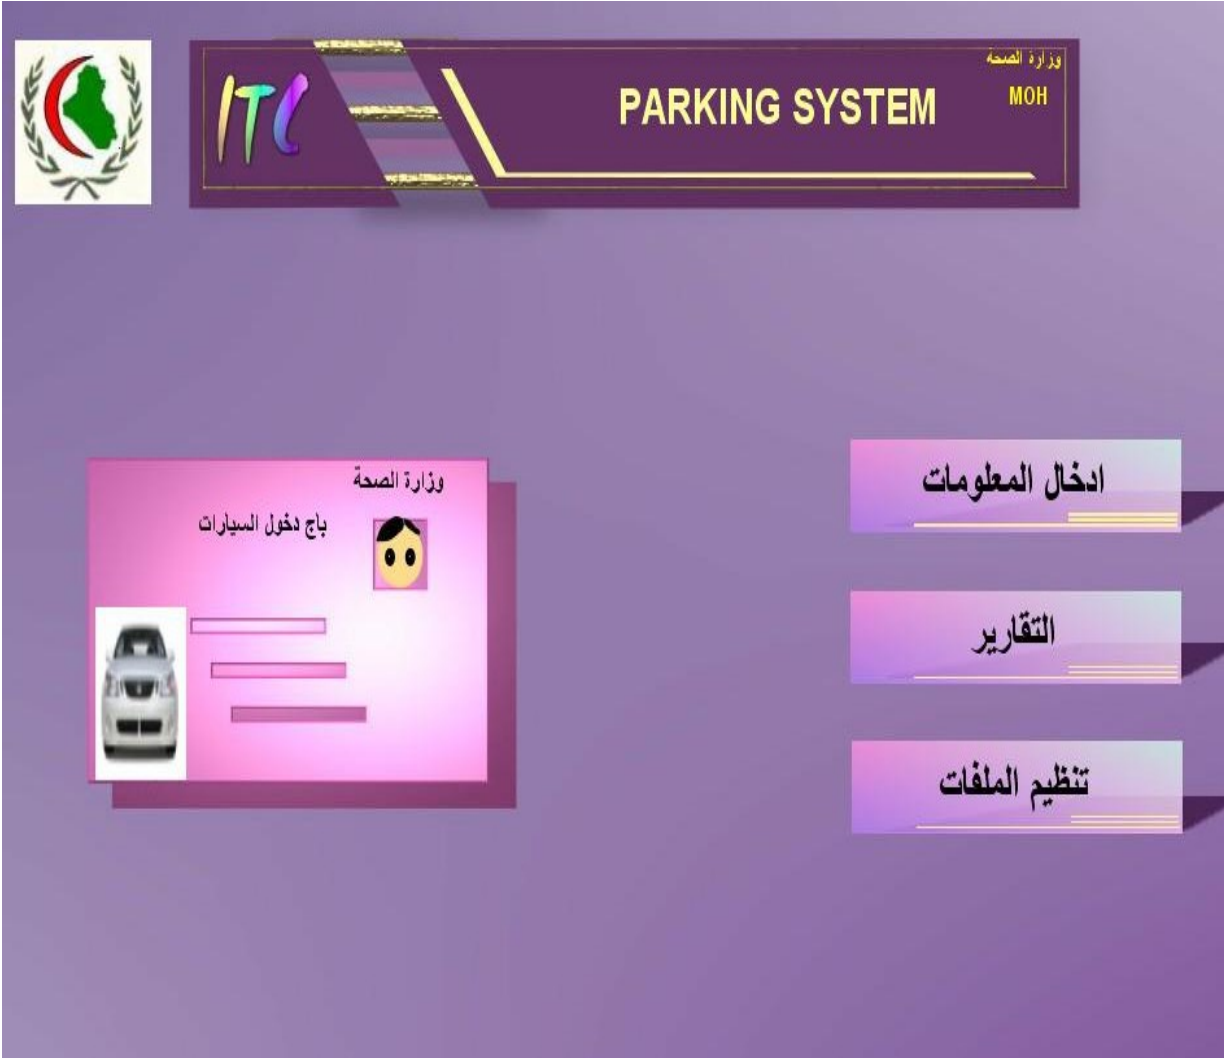 وزارة الصحة
MOH
ITC
PARKING SYSTEM
وزارة الصحة
باج دخول السيارات
ادخال المعلومات
التقارير
تنظيم الملفات